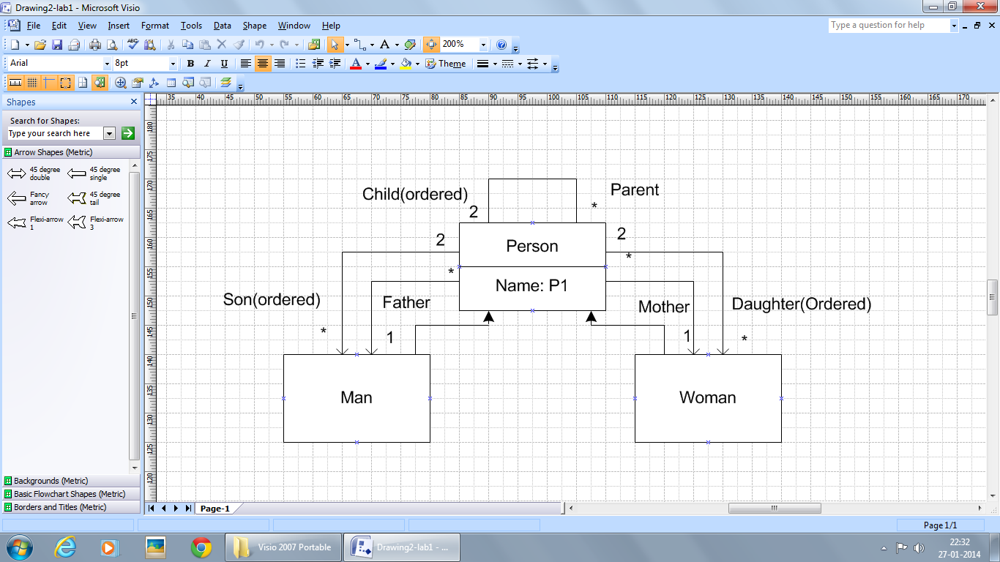 Drawing2-lab1 - Microsoft Visio
File Edit View Insert Format Tools Data Shape Window Help
Type a question for help
ABC
A
200%
Arial
8pt
B I U
A
Theme
Shapes
35 40 45 50 55 60 65 70 75 80 85 90 95 100 105 110 115 120 125 130 135 140 145 150 155 160 165 170
Search for Shapes:
Type your search here
Arrow Shapes (Metric)
45 degree double
45 degree single
Fancy arrow
45 degree tail
Flexi-arrow 1
Flexi-arrow 3
180
175
170
165
160
155
150
145
140
135
130
125
120
Child(ordered)
Parent
2
*
2
2
Person
*
*
Name: P1
Son(ordered)
Father
Mother
Daughter(Ordered)
*
1
1
*
Man
Woman
Backgrounds (Metric)
Basic Flowchart Shapes (Metric)
Borders and Titles (Metric)
Page-1
Page 1/1
Visio 2007 Portable
Drawing2-lab1 - ...
22:32
27-01-2014